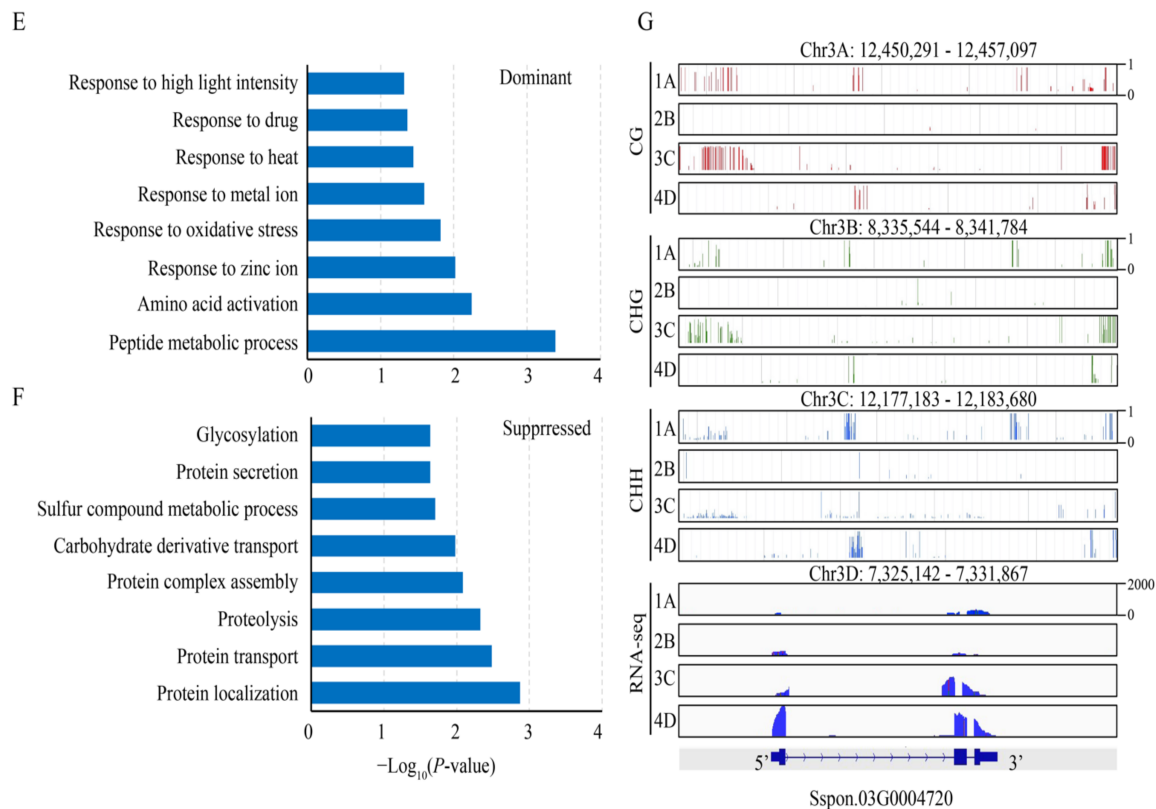 E
Dominant
Response to high light intensity
Response to drug
Response to heat
Response to metal ion
Response to oxidative stress
Response to zinc ion
Amino acid activation
Peptide metabolic process
0 1 2 3 4
F
Supprressed
Glycosylation
Protein secretion
Sulfur compound metabolic process
Carbohydrate derivative transport
Protein complex assembly
Proteolysis
Protein transport
Protein localization
0 1 2 3 4
−Log10(P-value)
G
Chr3A: 12,450,291 - 12,457,097
CG
1A
1
0
2B
3C
4D
Chr3B: 8,335,544 - 8,341,784
CHG
1A
1
0
2B
3C
4D
Chr3C: 12,177,183 - 12,183,680
CHH
1A
1
0
2B
3C
4D
Chr3D: 7,325,142 - 7,331,867
RNA-seq
1A
2000
0
2B
3C
4D
5’ 3’
Sspon.03G0004720